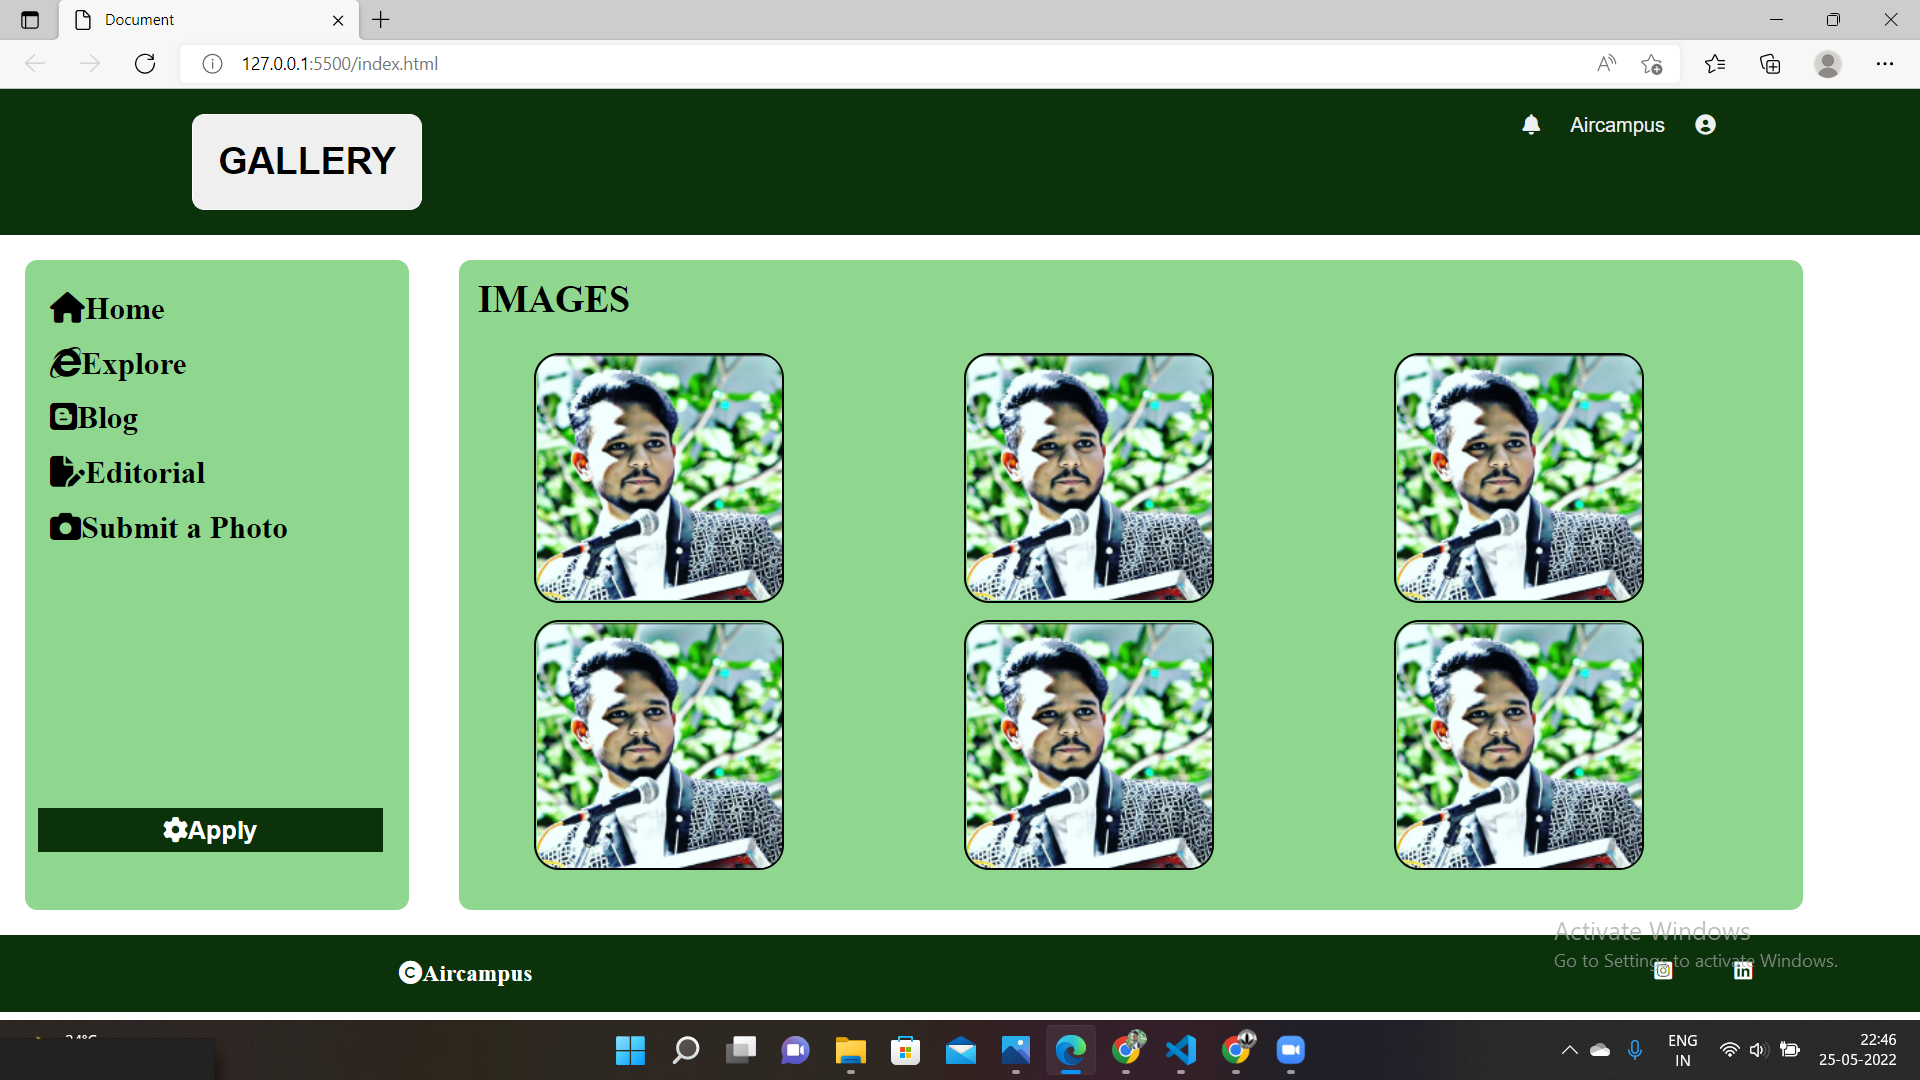 Document
127.0.0.1:5500/index.html
GALLERY
Aircampus
Home
Explore
Blog
Editorial
Submit a Photo
Apply
IMAGES
Activate Windows
Go to Settings to activate Windows.
Aircampus
ENG
IN
22:46
25-05-2022